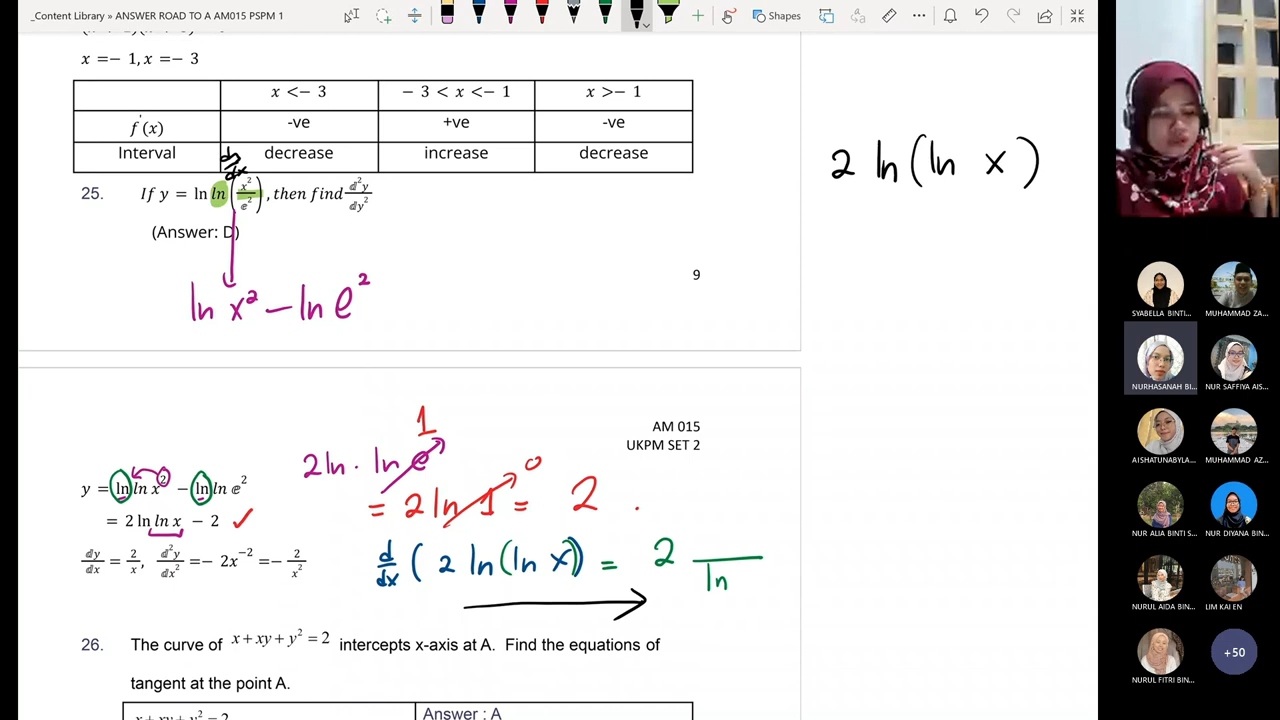 _Content Library » ANSWER ROAD TO A AM015 PSPM 1
Shapes
x =− 1, x =− 3
x <− 3
− 3 < x <− 1
x >− 1
f'(x)
-ve
+ve
-ve
Interval
decrease
increase
decrease
dy/dx
25. If y = ln ln (x²/e²), then find d²y/dy²
(Answer: D)
ln x² − ln e²
9
2 ln(ln x)
AM 015
UKPM SET 2
1
2ln · ln e
0
= 2 ln 1 = 2 .
y = ln ln x² − ln ln e²
= 2 ln ln x − 2 ✓
dy/dx = 2/x, d²y/dx² =− 2x⁻² =− 2/x²
d/dx ( 2 ln(ln x)) = 2 ―/ln
26. The curve of x + xy + y² = 2 intercepts x-axis at A. Find the equations of
tangent at the point A.
x + xy + y² = 2
Answer : A
SYABELLA BINTI...
MUHAMMAD ZA...
NURHASANAH BI...
NUR SAFFIYA AIS...
AISHATUNABYLA...
MUHAMMAD AZ...
NUR ALIA BINTI S...
NUR DIYANA BIN...
NURUL AIDA BIN...
LIM KAI EN
NURUL FITRI BIN...
+50